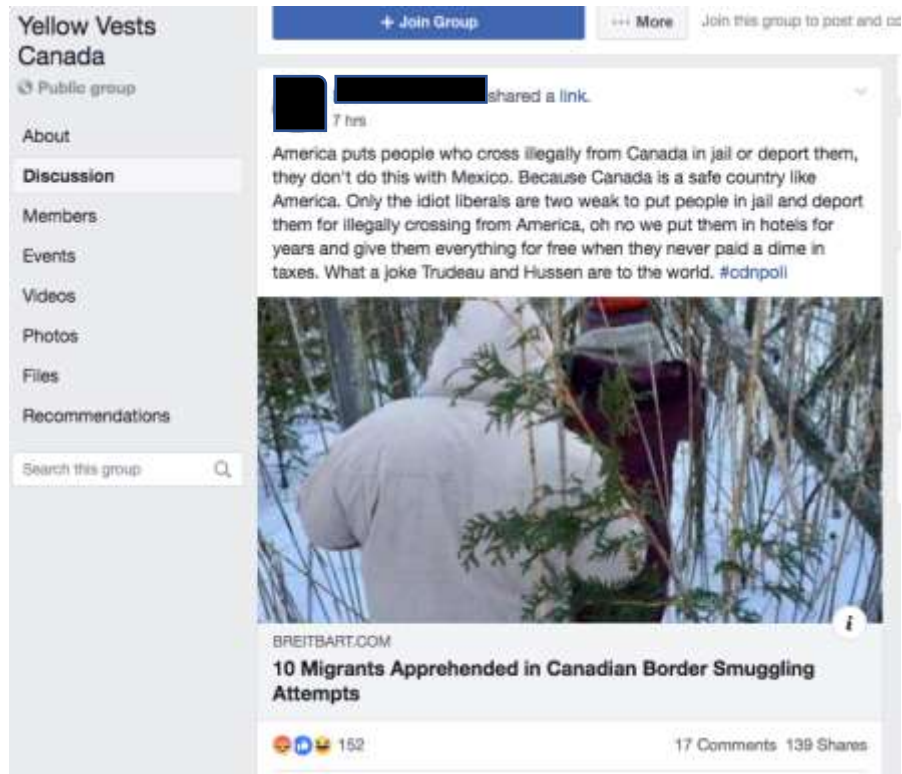 Yellow Vests
Canada
Public group
About
Discussion
Members
Events
Videos
Photos
Files
Recommendations
Search this group
+ Join Group
··· More
Join this group to post and
shared a link.
7 hrs
America puts people who cross illegally from Canada in jail or deport them,
they don't do this with Mexico. Because Canada is a safe country like
America. Only the idiot liberals are two weak to put people in jail and deport
them for illegally crossing from America, oh no we put them in hotels for
years and give them everything for free when they never paid a dime in
taxes. What a joke Trudeau and Hussen are to the world. #cdnpoli
i
BREITBART.COM
10 Migrants Apprehended in Canadian Border Smuggling
Attempts
152
17 Comments 139 Shares